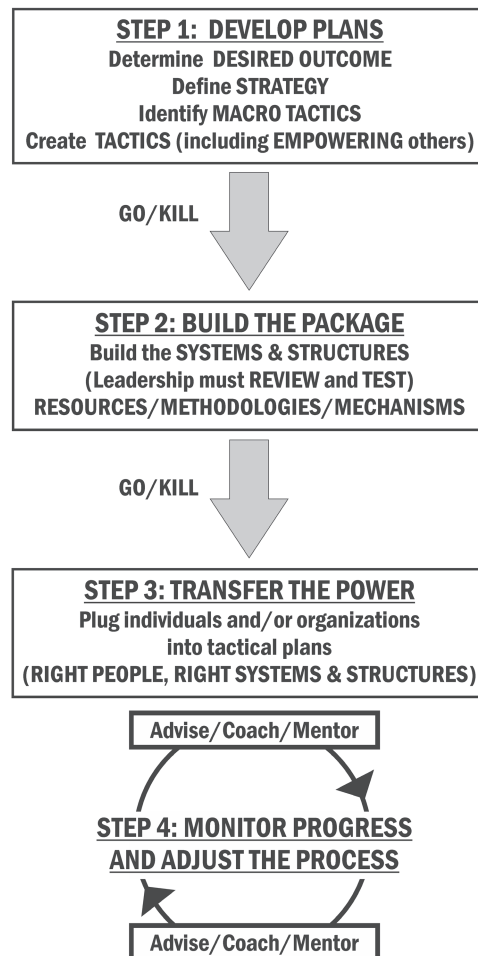 STEP 1: DEVELOP PLANS
Determine DESIRED OUTCOME
Define STRATEGY
Identify MACRO TACTICS
Create TACTICS (including EMPOWERING others)
GO/KILL
STEP 2: BUILD THE PACKAGE
Build the SYSTEMS & STRUCTURES
(Leadership must REVIEW and TEST)
RESOURCES/METHODOLOGIES/MECHANISMS
GO/KILL
STEP 3: TRANSFER THE POWER
Plug individuals and/or organizations
into tactical plans
(RIGHT PEOPLE, RIGHT SYSTEMS & STRUCTURES)
Advise/Coach/Mentor
STEP 4: MONITOR PROGRESS
AND ADJUST THE PROCESS
Advise/Coach/Mentor